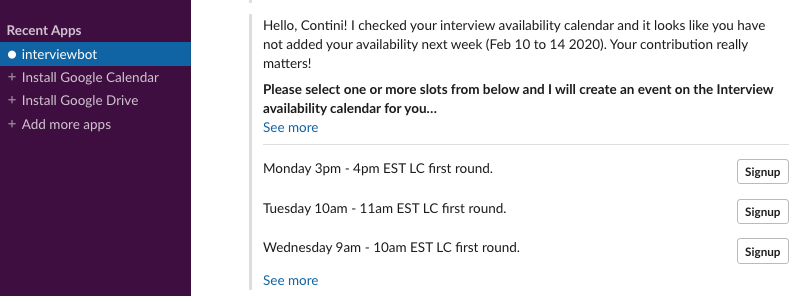 Recent Apps
interviewbot
+ Install Google Calendar
+ Install Google Drive
+ Add more apps
Hello, Contini! I checked your interview availability calendar and it looks like you have
not added your availability next week (Feb 10 to 14 2020). Your contribution really
matters!
Please select one or more slots from below and I will create an event on the Interview
availability calendar for you...
See more
Monday 3pm - 4pm EST LC first round.
Signup
Tuesday 10am - 11am EST LC first round.
Signup
Wednesday 9am - 10am EST LC first round.
Signup
See more